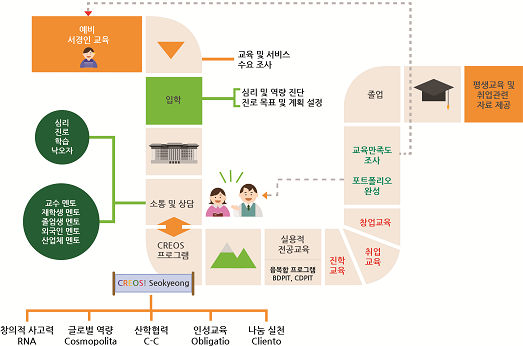 예비
서경인 교육
교육 및 서비스
수요 조사
입학
심리 및 역량 진단
진로 목표 및 계획 설정
졸업
평생교육 및
취업관련
자료 제공
심리
진로
학습
낙오자
교육만족도
조사
포트폴리오
완성
교수 멘토
재학생 멘토
졸업생 멘토
외국인 멘토
산업체 멘토
소통 및 상담
창업교육
CREOS
프로그램
실용적
전공교육
융복합 프로그램
BDPIT, CDPIT
진학
교육
취업
교육
CREOS! Seokyeong
창의적 사고력
RNA
글로벌 역량
Cosmopolita
산학협력
C-C
인성교육
Obligatio
나눔 실천
Cliento